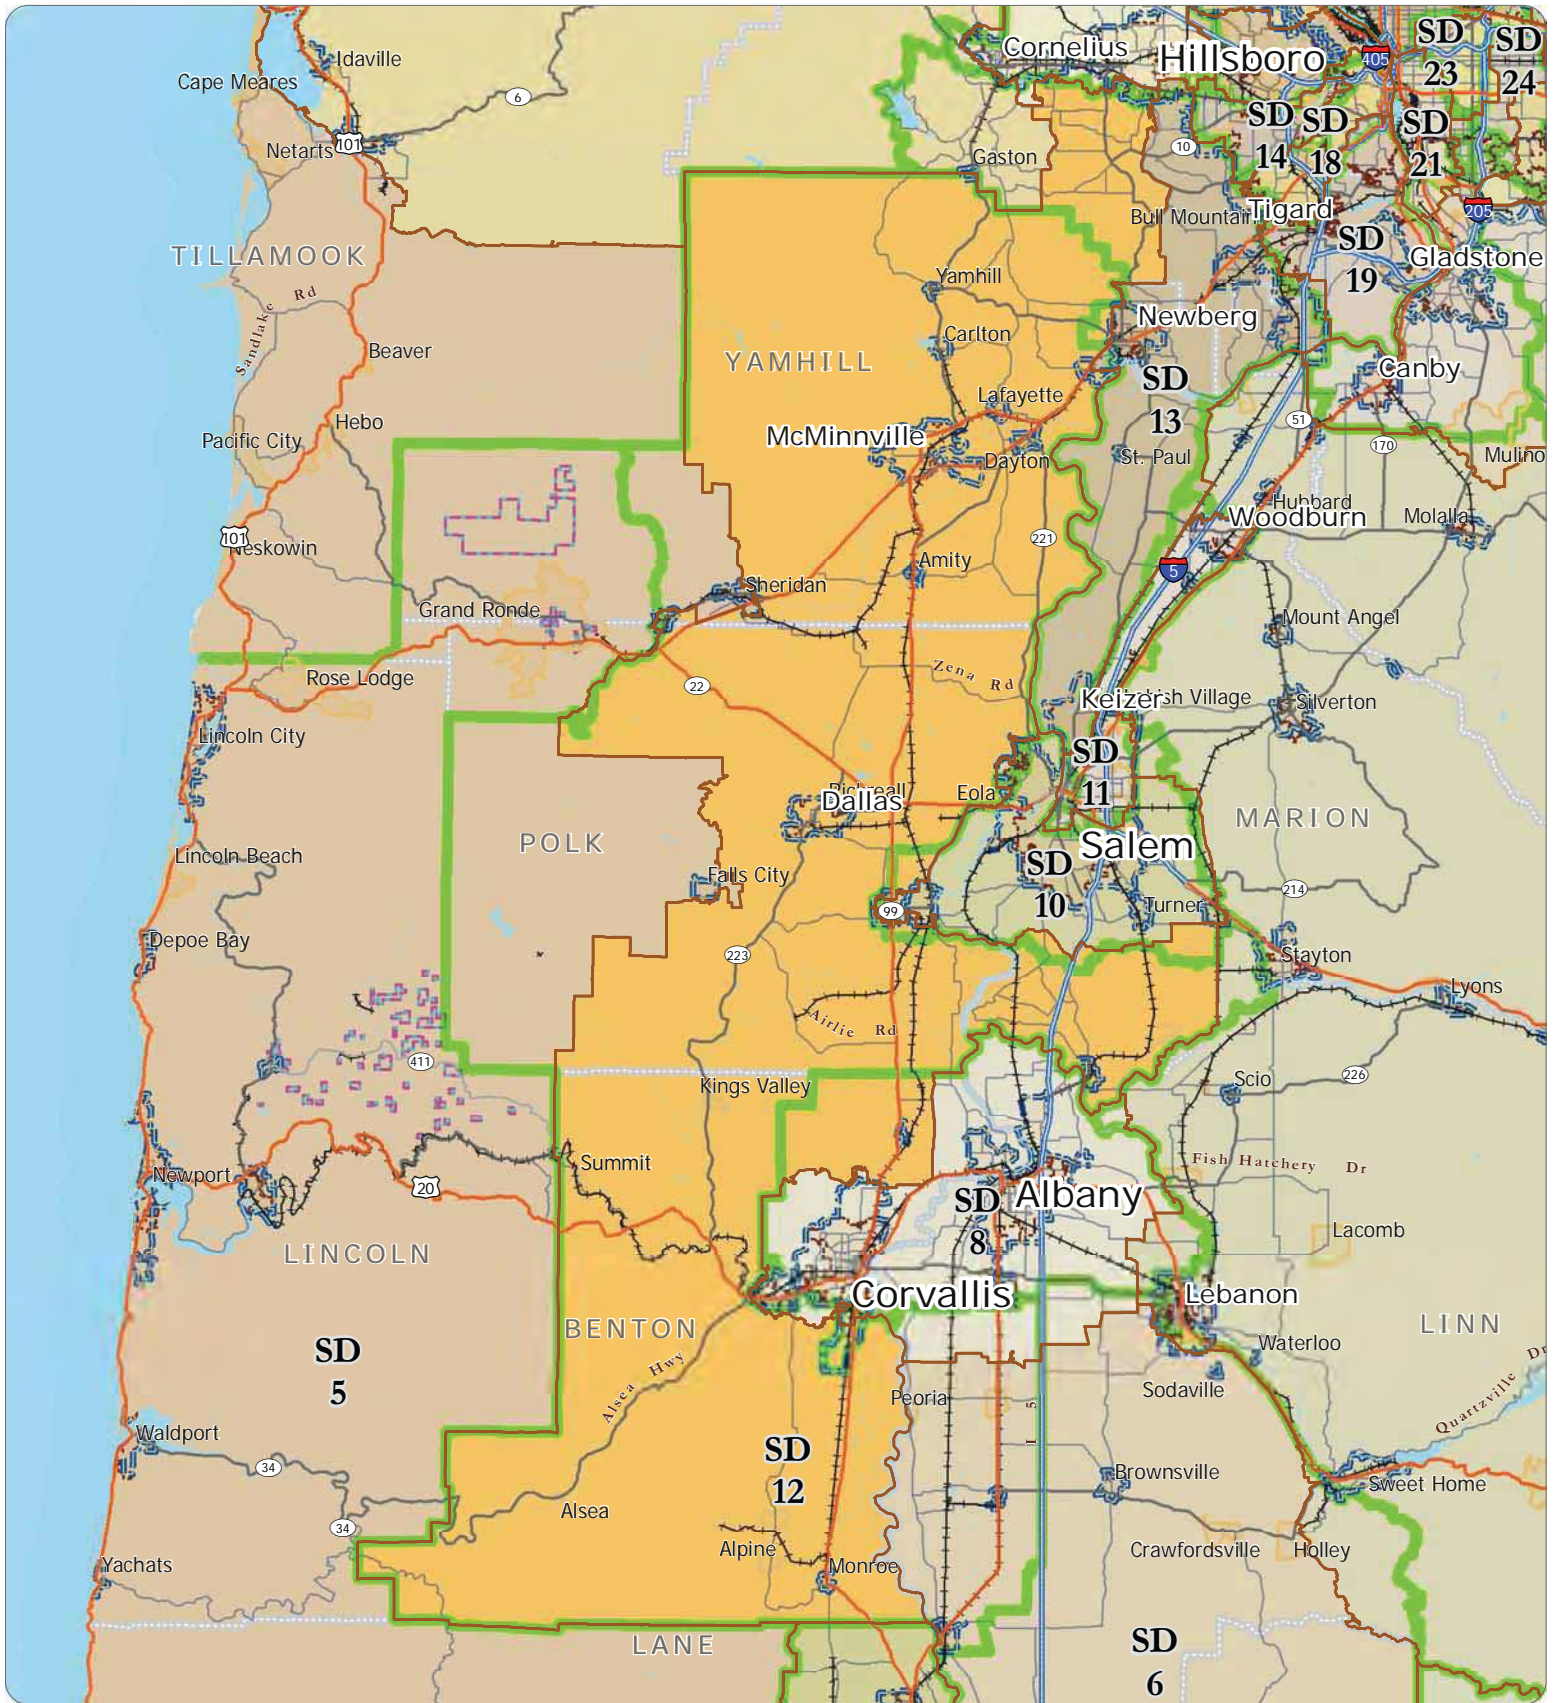 SD
23
SD
24
Cornelius
Hillsboro
405
Idaville
Cape Meares
6
SD
14
SD
18
SD
21
101
Netarts
10
Gaston
Bull Mountain
Tigard
205
SD
19
Gladstone
TILLAMOOK
Yamhill
Sandlake Rd
Newberg
Carlton
Beaver
YAMHILL
Canby
SD
13
Lafayette
Hebo
Pacific City
McMinnville
51
170
Dayton
St. Paul
Mulino
Hubbard
Woodburn
Molalla
101
Neskowin
221
Amity
5
Sheridan
Grand Ronde
Mount Angel
Zena Rd
Rose Lodge
22
Keizer
Silverton
Lincoln City
SD
11
Eola
Dallas
MARION
POLK
Salem
Lincoln Beach
SD
10
Falls City
214
99
Turner
Depoe Bay
223
Stayton
Lyons
Airlie Rd
411
Kings Valley
Scio
226
Summit
Fish Hatchery Dr
Newport
20
SD
8
Albany
Lacomb
LINCOLN
Corvallis
Lebanon
BENTON
LINN
SD
5
Waterloo
Alsea Hwy
Peoria
Sodaville
Quartzville Dr
I 5
Waldport
34
SD
12
Brownsville
Sweet Home
Alsea
34
Alpine
Crawfordsville
Holley
Yachats
Monroe
LANE
SD
6